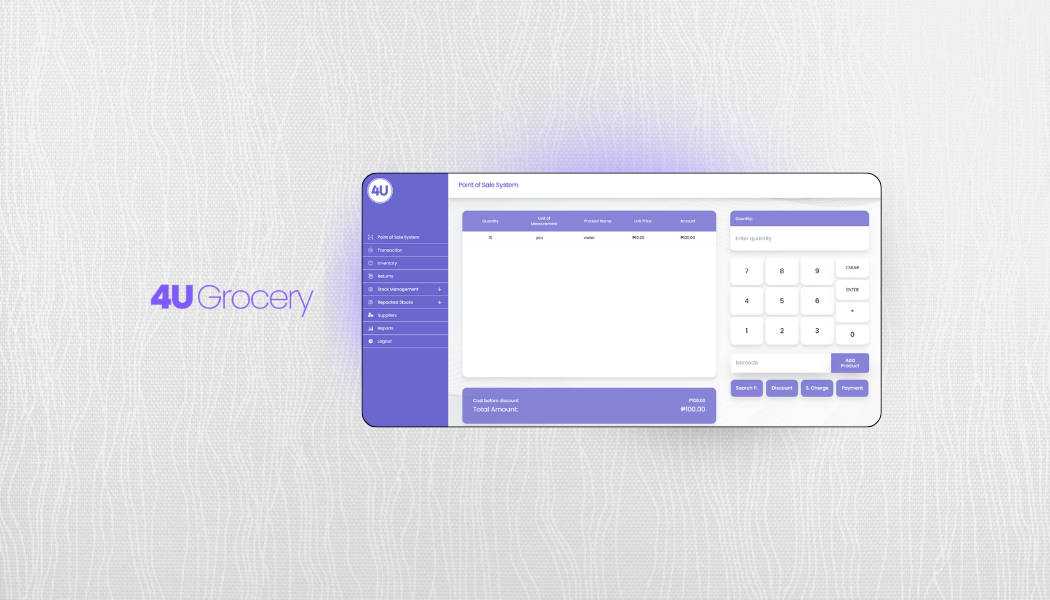 4U Grocery
4U
Point of Sale System
Transaction
Inventory
Returns
Stock Management
Repacked Stocks
Suppliers
Reports
Logout
Point of Sale System
Quantity Unit of Measurement Product Name Unit Price Amount
10 pcs water ₱10.00 ₱100.00
Cost before discount ₱100.00
Total Amount: ₱100.00
Quantity:
Enter quantity
7 8 9 CLEAR
4 5 6 ENTER
1 2 3 0
barcode Add Product
Search P. Discount S. Charge Payment